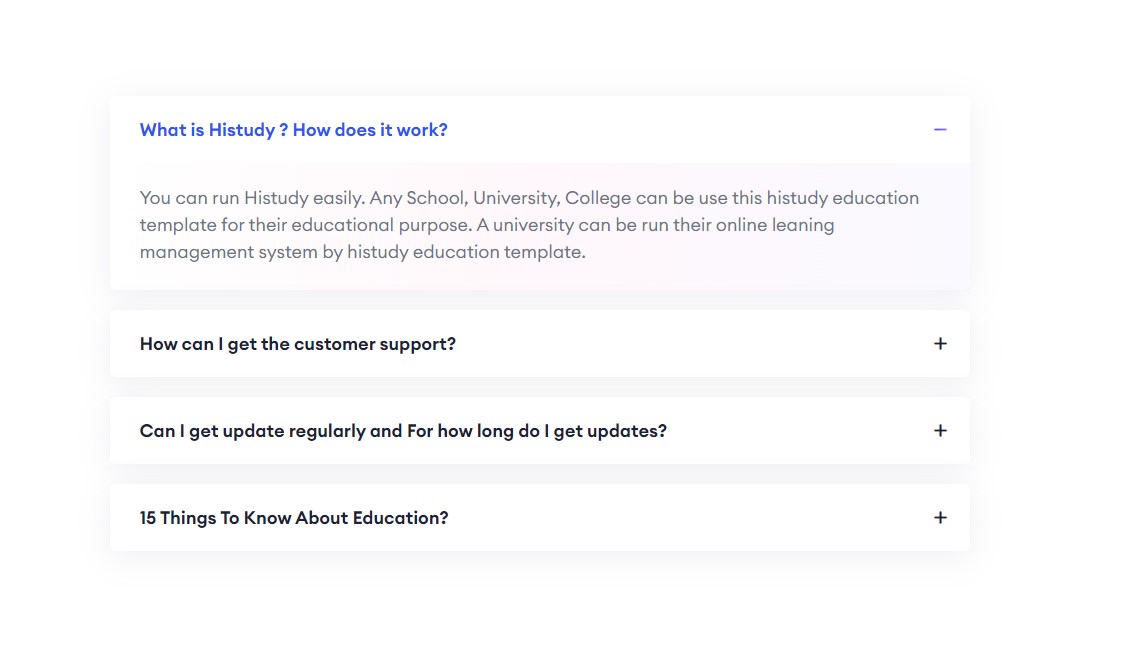 What is Histudy ? How does it work?
You can run Histudy easily. Any School, University, College can be use this histudy education
template for their educational purpose. A university can be run their online leaning
management system by histudy education template.
How can I get the customer support?
Can I get update regularly and For how long do I get updates?
15 Things To Know About Education?